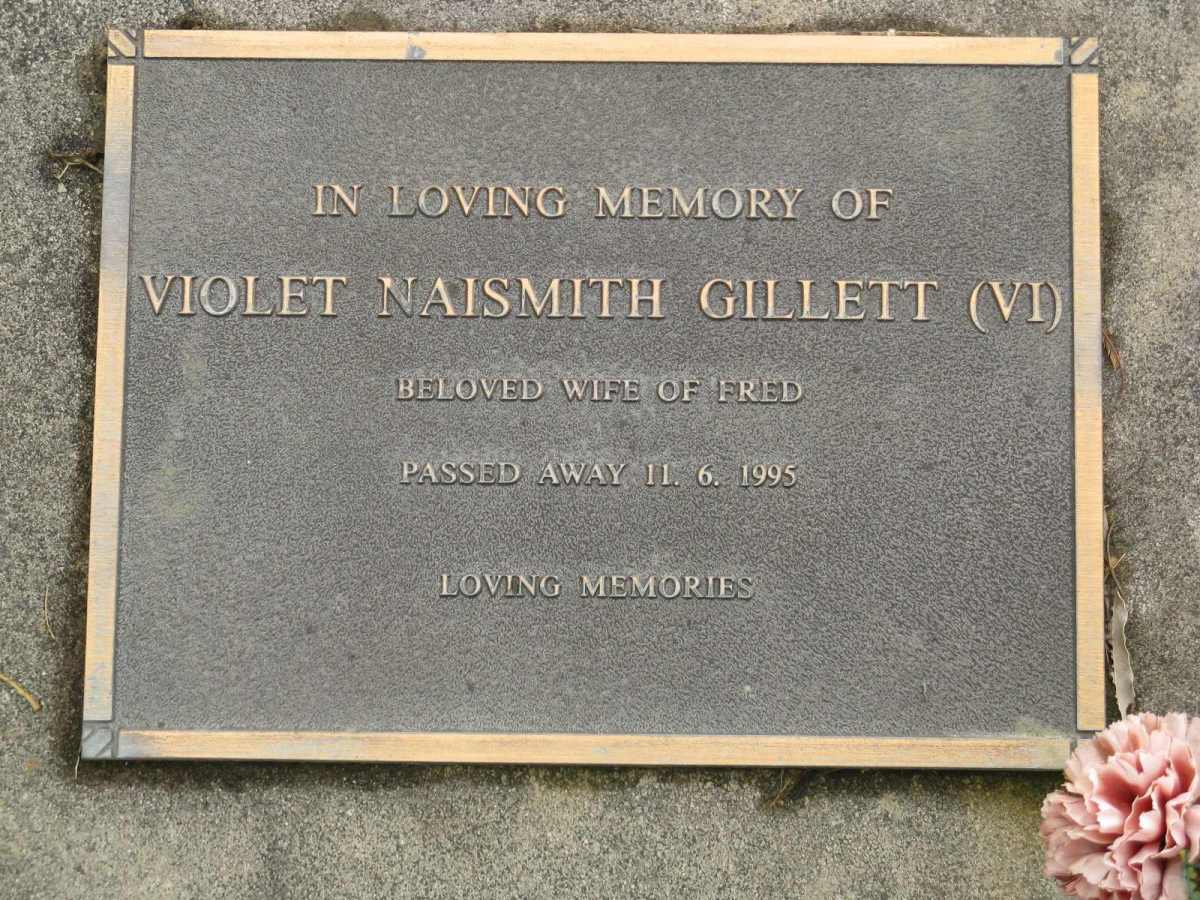 IN LOVING MEMORY OF
VIOLET NAISMITH GILLETT (VI)
BELOVED WIFE OF FRED
PASSED AWAY 11. 6. 1995
LOVING MEMORIES